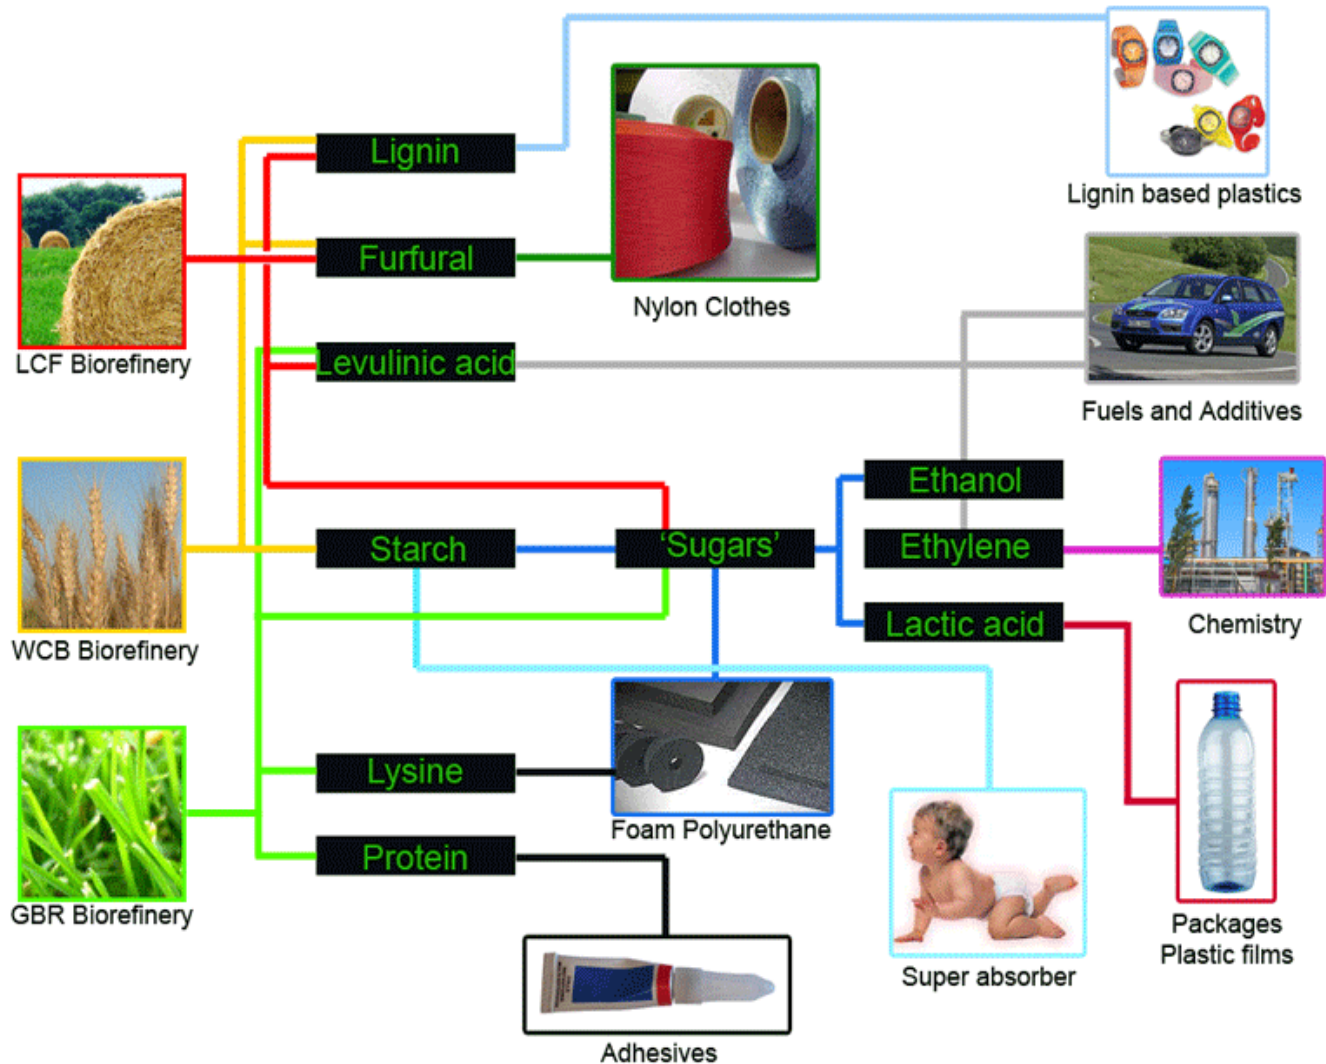 Lignin
Lignin based plastics
Furfural
Nylon Clothes
LCF Biorefinery
Levulinic acid
Fuels and Additives
Ethanol
Starch
'Sugars'
Ethylene
WCB Biorefinery
Lactic acid
Chemistry
Lysine
Foam Polyurethane
Protein
GBR Biorefinery
Packages
Plastic films
Super absorber
Adhesives